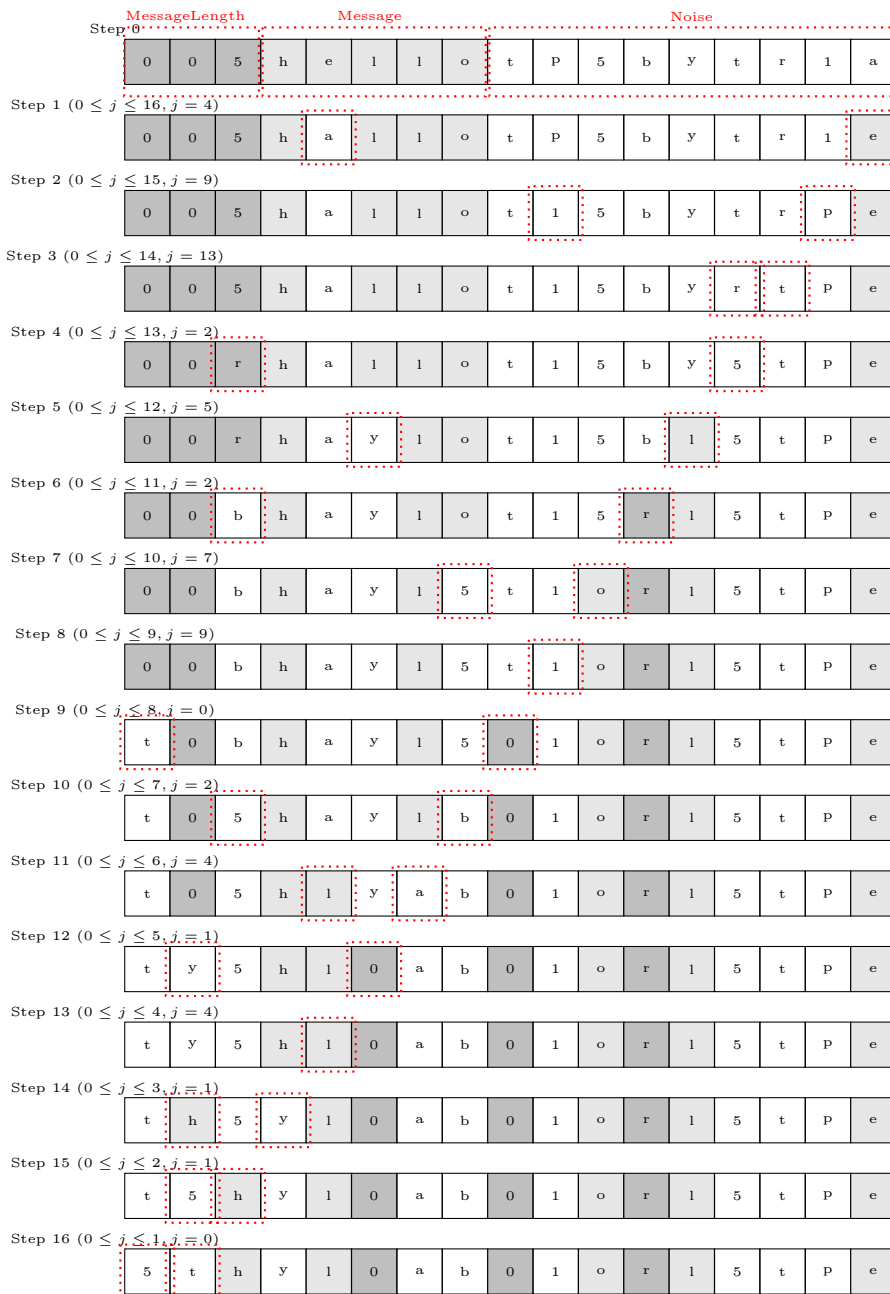 MessageLength Message Noise
Step 0
0 0 5 h e l l o t p 5 b y t r 1 a
Step 1 (0 ≤ j ≤ 16, j = 4)
0 0 5 h a l l o t p 5 b y t r 1 e
Step 2 (0 ≤ j ≤ 15, j = 9)
0 0 5 h a l l o t 1 5 b y t r p e
Step 3 (0 ≤ j ≤ 14, j = 13)
0 0 5 h a l l o t 1 5 b y r t p e
Step 4 (0 ≤ j ≤ 13, j = 2)
0 0 r h a l l o t 1 5 b y 5 t p e
Step 5 (0 ≤ j ≤ 12, j = 5)
0 0 r h a y l o t 1 5 b l 5 t p e
Step 6 (0 ≤ j ≤ 11, j = 2)
0 0 b h a y l o t 1 5 r l 5 t p e
Step 7 (0 ≤ j ≤ 10, j = 7)
0 0 b h a y l 5 t 1 o r l 5 t p e
Step 8 (0 ≤ j ≤ 9, j = 9)
0 0 b h a y l 5 t 1 o r l 5 t p e
Step 9 (0 ≤ j ≤ 8, j = 0)
t 0 b h a y l 5 0 1 o r l 5 t p e
Step 10 (0 ≤ j ≤ 7, j = 2)
t 0 5 h a y l b 0 1 o r l 5 t p e
Step 11 (0 ≤ j ≤ 6, j = 4)
t 0 5 h l y a b 0 1 o r l 5 t p e
Step 12 (0 ≤ j ≤ 5, j = 1)
t y 5 h l 0 a b 0 1 o r l 5 t p e
Step 13 (0 ≤ j ≤ 4, j = 4)
t y 5 h l 0 a b 0 1 o r l 5 t p e
Step 14 (0 ≤ j ≤ 3, j = 1)
t h 5 y l 0 a b 0 1 o r l 5 t p e
Step 15 (0 ≤ j ≤ 2, j = 1)
t 5 h y l 0 a b 0 1 o r l 5 t p e
Step 16 (0 ≤ j ≤ 1, j = 0)
5 t h y l 0 a b 0 1 o r l 5 t p e